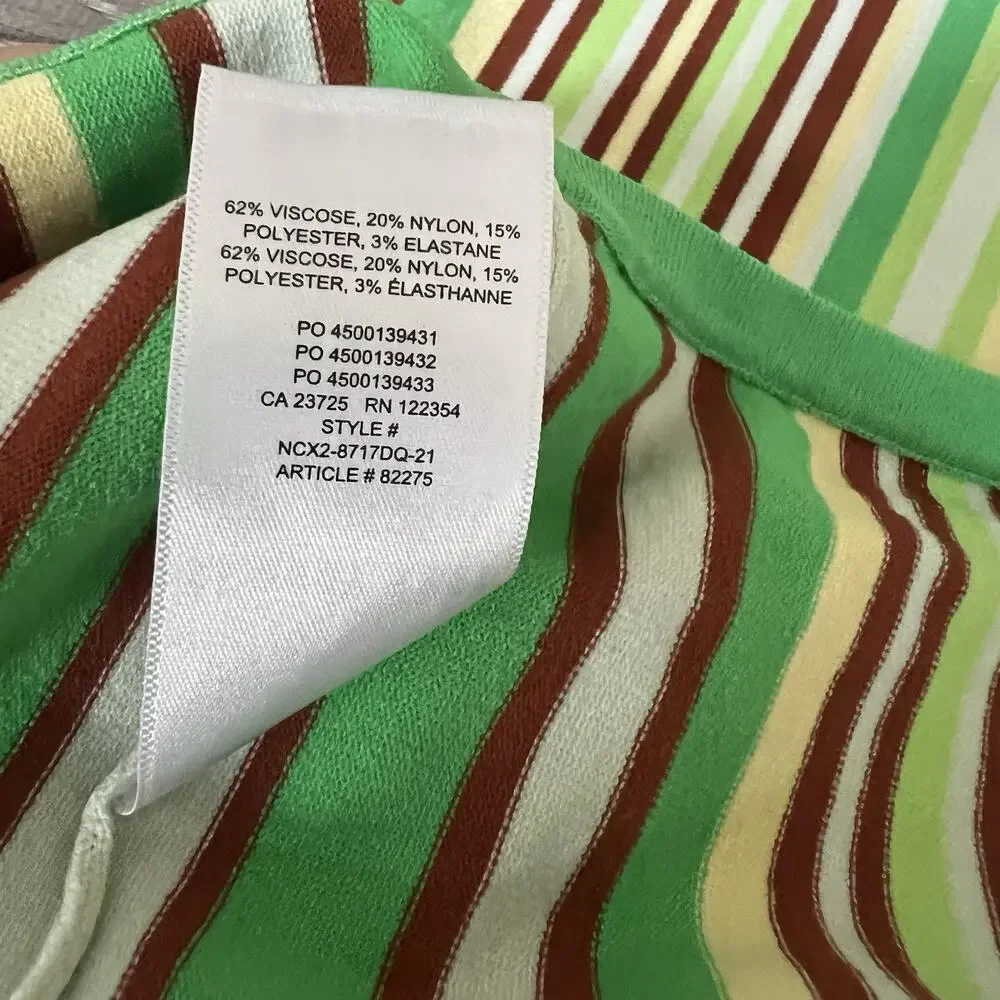 62% VISCOSE, 20% NYLON, 15%
POLYESTER, 3% ELASTANE
62% VISCOSE, 20% NYLON, 15%
POLYESTER, 3% ÉLASTHANNE
PO 4500139431
PO 4500139432
PO 4500139433
CA 23725 RN 122354
STYLE #
NCX2-8717DQ-21
ARTICLE # 82275